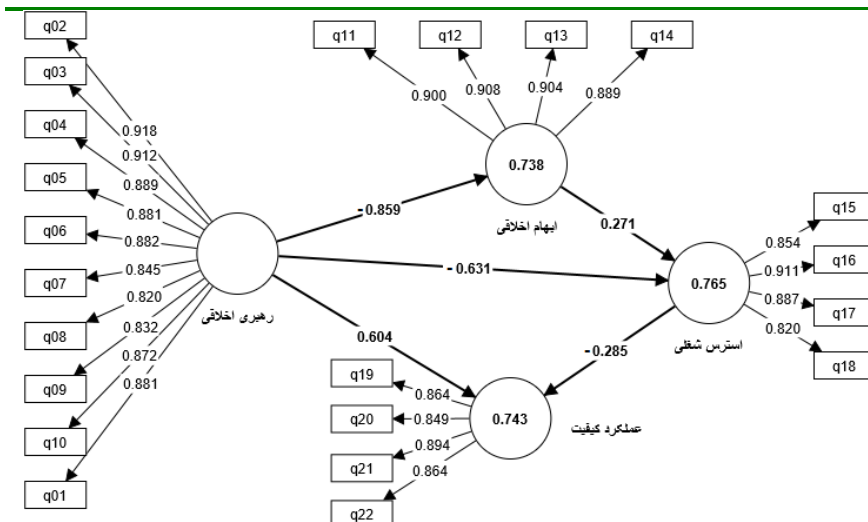 q02
q03
q04
q05
q06
q07
q08
q09
q10
q01
0.918
0.912
0.889
0.881
0.882
0.845
0.820
0.832
0.872
0.881
رهبری اخلاقی
q11
q12
q13
q14
0.900
0.908
0.904
0.889
0.738
ابهام اخلاقی
-0.859
0.271
-0.631
0.604
-0.285
q15
q16
q17
q18
0.854
0.911
0.887
0.820
0.765
استرس شغلی
q19
q20
q21
q22
0.864
0.849
0.894
0.864
0.743
عملکرد کیفیت